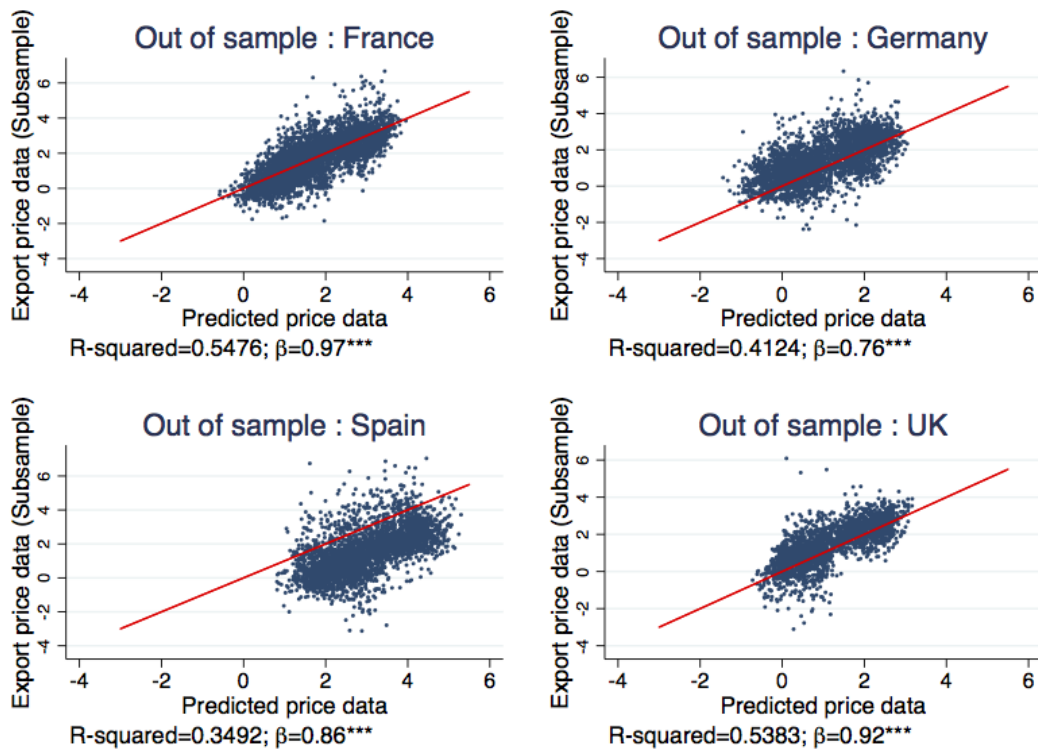 Out of sample : France
Export price data (Subsample)
6
4
2
0
-2
-4
-4 -2 0 2 4 6
Predicted price data
R-squared=0.5476; β=0.97***
Out of sample : Germany
Export price data (Subsample)
6
4
2
0
-2
-4
-4 -2 0 2 4 6
Predicted price data
R-squared=0.4124; β=0.76***
Out of sample : Spain
Export price data (Subsample)
6
4
2
0
-2
-4
-4 -2 0 2 4 6
Predicted price data
R-squared=0.3492; β=0.86***
Out of sample : UK
Export price data (Subsample)
6
4
2
0
-2
-4
-4 -2 0 2 4 6
Predicted price data
R-squared=0.5383; β=0.92***